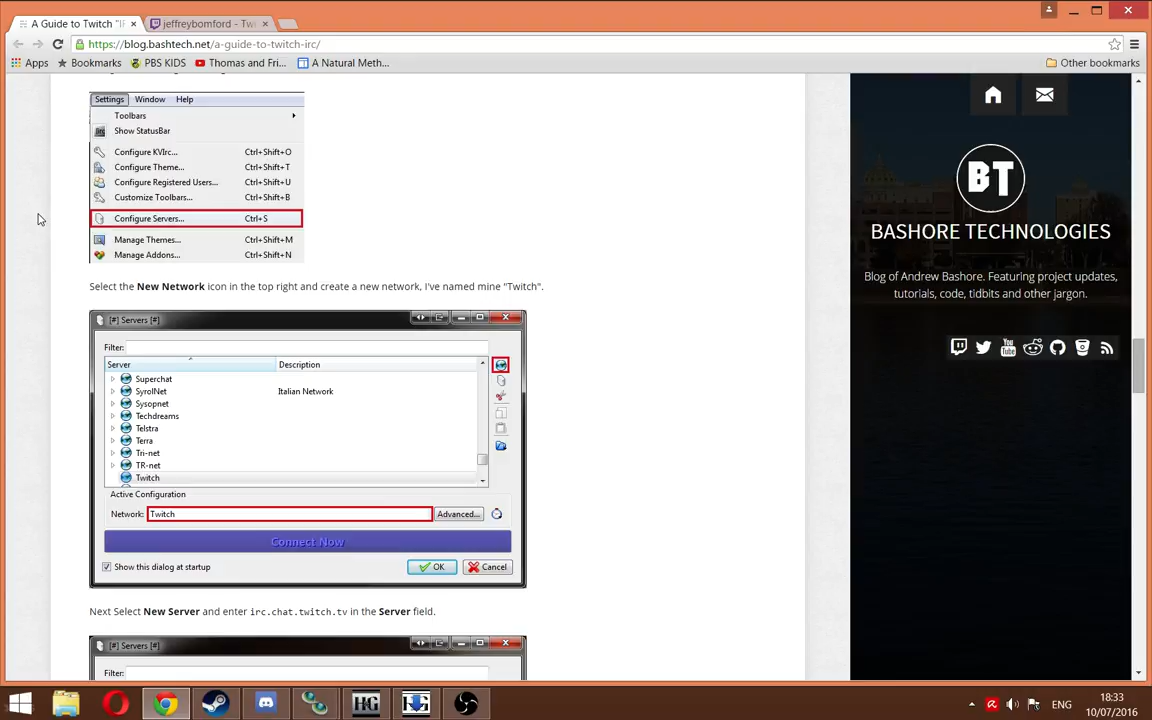 A Guide to Twitch "I
jeffreybomford - Twi
https://blog.bashtech.net/a-guide-to-twitch-irc/
Apps
Bookmarks
PBS KIDS
Thomas and Fri...
A Natural Meth...
Other bookmarks
Settings Window Help
Toolbars
Show StatusBar
Configure KVIrc... Ctrl+Shift+O
Configure Theme... Ctrl+Shift+T
Configure Registered Users... Ctrl+Shift+U
Customize Toolbars... Ctrl+Shift+B
Configure Servers... Ctrl+S
Manage Themes... Ctrl+Shift+M
Manage Addons... Ctrl+Shift+N
Select the New Network icon in the top right and create a new network, I've named mine "Twitch".
[#] Servers [#]
Filter:
Server Description
Superchat
SyrolNet Italian Network
Sysopnet
Techdreams
Telstra
Terra
Tri-net
TR-net
Twitch
Active Configuration
Network: Twitch Advanced...
Connect Now
Show this dialog at startup OK Cancel
Next Select New Server and enter irc.chat.twitch.tv in the Server field.
[#] Servers [#]
Filter:
BT
BASHORE TECHNOLOGIES
Blog of Andrew Bashore. Featuring project updates,
tutorials, code, tidbits and other jargon.
You
Tube
HG
ENG
18:33
10/07/2016